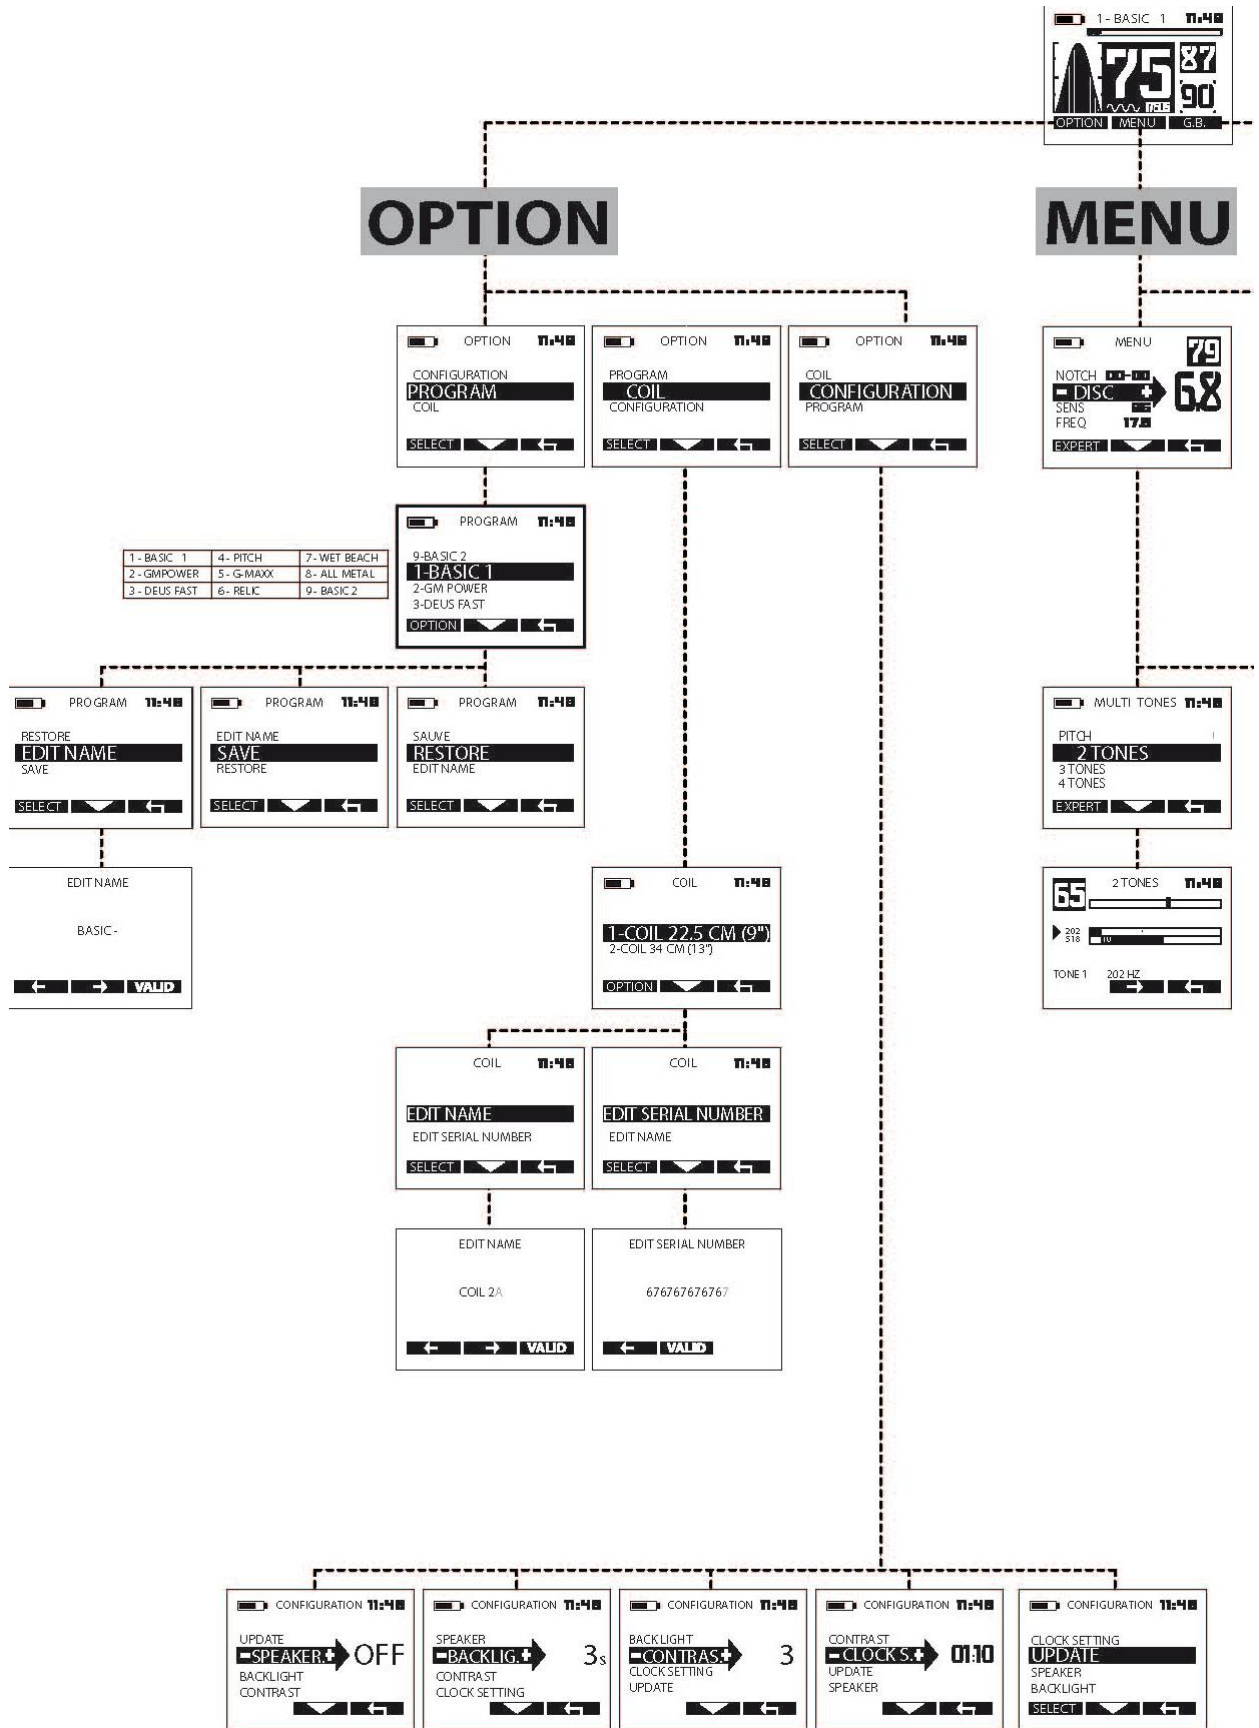 1- BASIC 1 11:48
75 87
90
OPTION MENU G.B.
OPTION
MENU
OPTION 11:48
CONFIGURATION
PROGRAM
COIL
SELECT
OPTION 11:48
PROGRAM
COIL
CONFIGURATION
SELECT
OPTION 11:48
COIL
CONFIGURATION
PROGRAM
SELECT
MENU 79
NOTCH 00-00
- DISC + 6.8
SENS
FREQ 17.8
EXPERT
1 - BASIC 1 4- PITCH 7- WET BEACH
2 - GMPOWER 5- G-MAXX 8- ALL METAL
3 - DEUS FAST 6- RELIC 9- BASIC 2
PROGRAM 11:48
9-BASIC 2
1-BASIC 1
2-GM POWER
3-DEUS FAST
OPTION
PROGRAM 11:48
RESTORE
EDIT NAME
SAVE
SELECT
PROGRAM 11:48
EDIT NAME
SAVE
RESTORE
SELECT
PROGRAM 11:48
SAUVE
RESTORE
EDIT NAME
SELECT
MULTI TONES 11:48
PITCH
2 TONES
3 TONES
4 TONES
EXPERT
EDIT NAME
BASIC -
VALID
COIL 11:48
1-COIL 22.5 CM (9")
2-COIL 34 CM (13")
OPTION
65 2 TONES 11:48
202
518 10
TONE 1 202 HZ
COIL 11:48
EDIT NAME
EDIT SERIAL NUMBER
SELECT
COIL 11:48
EDIT SERIAL NUMBER
EDIT NAME
SELECT
EDIT NAME
COIL 2A
VALID
EDIT SERIAL NUMBER
676767676767
VALID
CONFIGURATION 11:48
UPDATE
-SPEAKER.+ OFF
BACKLIGHT
CONTRAST
CONFIGURATION 11:48
SPEAKER
-BACKLIG.+ 3s
CONTRAST
CLOCK SETTING
CONFIGURATION 11:48
BACKLIGHT
-CONTRAS.+ 3
CLOCK SETTING
UPDATE
CONFIGURATION 11:48
CONTRAST
- CLOCK S.+ 01:10
UPDATE
SPEAKER
CONFIGURATION 11:48
CLOCK SETTING
UPDATE
SPEAKER
BACKLIGHT
SELECT